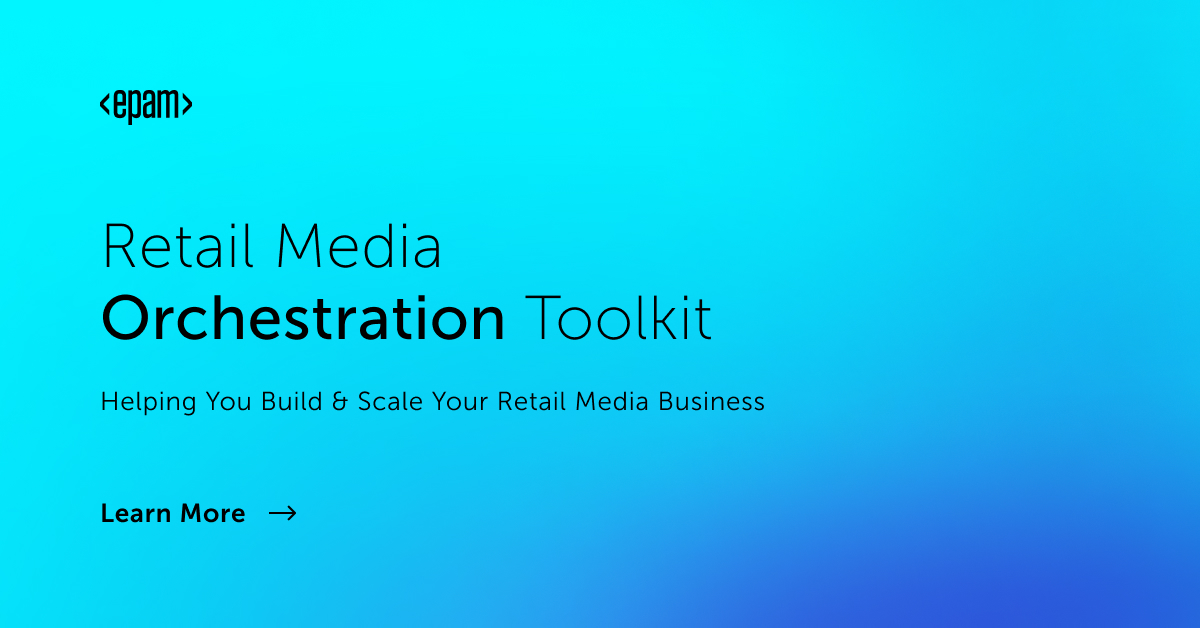 <epam>
Retail Media
Orchestration Toolkit
Helping You Build & Scale Your Retail Media Business
Learn More →